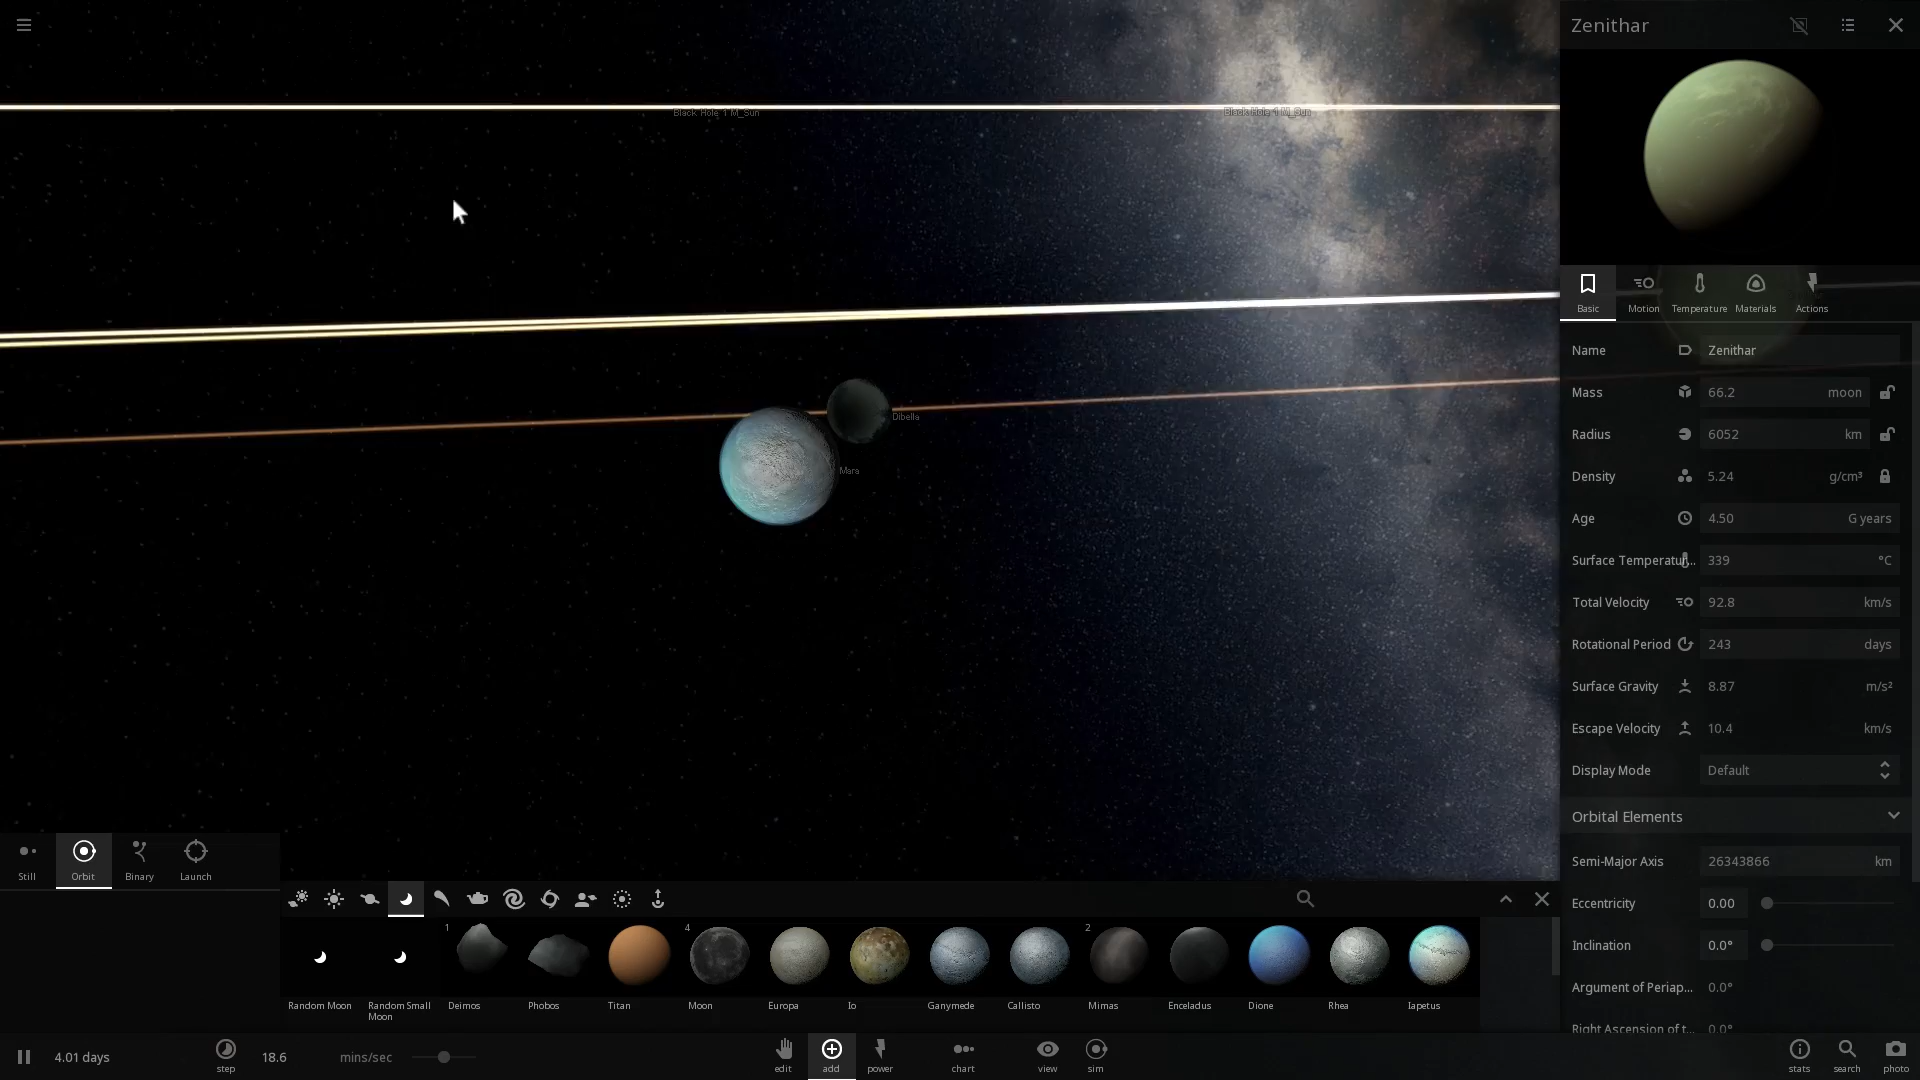 Zenithar
Black Hole 1 M_Sun
Black Hole 1 M_Sun
Basic
Motion
Temperature
Materials
Actions
Name
Zenithar
Mass
66.2
moon
Radius
6052
km
Density
5.24
g/cm³
Age
4.50
G years
Surface Temperatur...
339
°C
Total Velocity
92.8
km/s
Rotational Period
243
days
Surface Gravity
8.87
m/s²
Escape Velocity
10.4
km/s
Display Mode
Default
Orbital Elements
Semi-Major Axis
26343866
km
Eccentricity
0.00
Inclination
0.0°
Argument of Periap...
0.0°
Right Ascension of t...
0.0°
Dibella
Mara
Still
Orbit
Binary
Launch
1
4
2
Random Moon
Random Small
Moon
Deimos
Phobos
Titan
Moon
Europa
Io
Ganymede
Callisto
Mimas
Enceladus
Dione
Rhea
Iapetus
4.01 days
step
18.6
mins/sec
edit
add
power
chart
view
sim
stats
search
photo